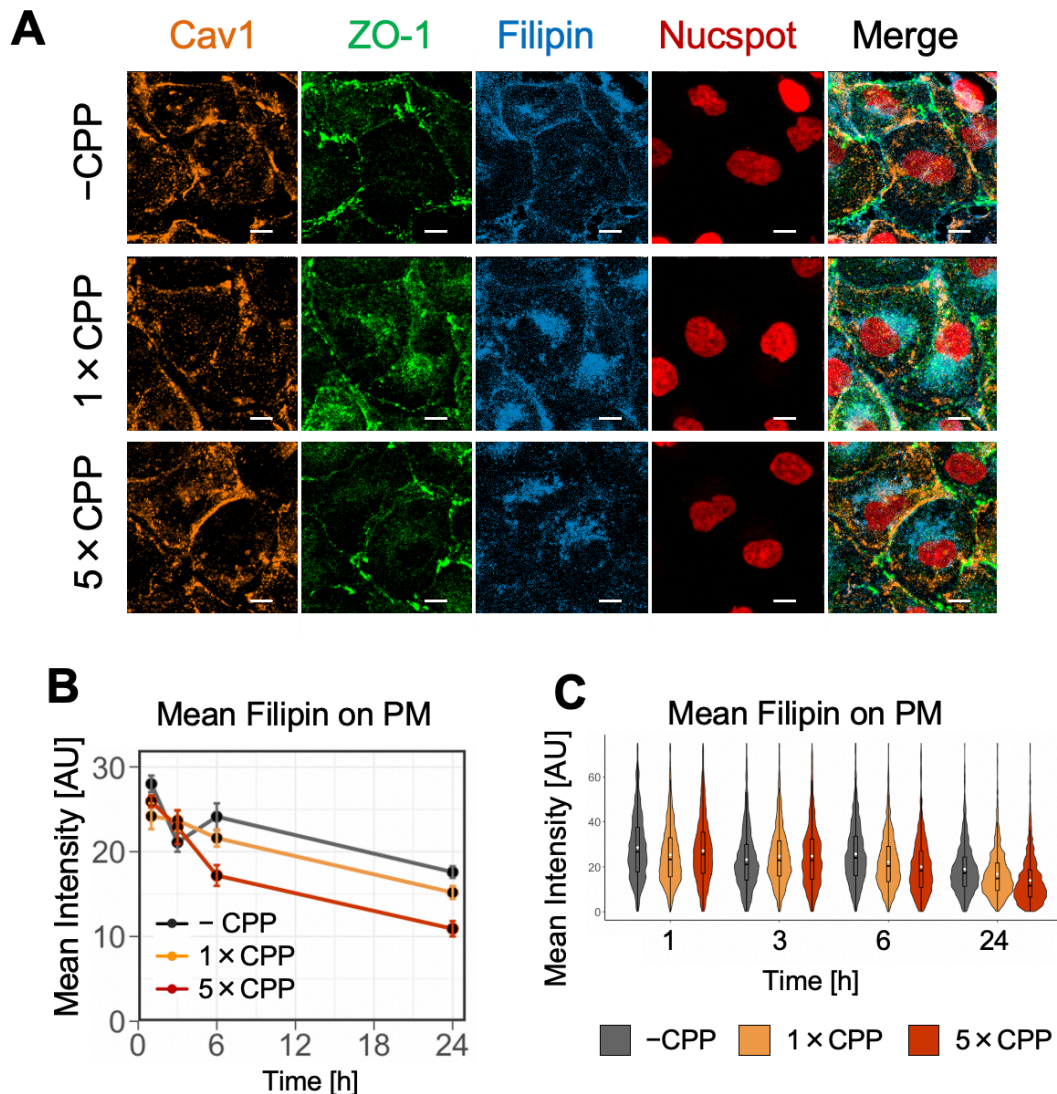 A
Cav1 ZO-1 Filipin Nucspot Merge
−CPP
1×CPP
5×CPP
B
Mean Filipin on PM
Mean Intensity [AU]
30
20
10
0
− CPP
1×CPP
5×CPP
0 6 12 18 24
Time [h]
C
Mean Filipin on PM
Mean Intensity [AU]
60
40
20
0
1 3 6 24
Time [h]
−CPP 1×CPP 5×CPP